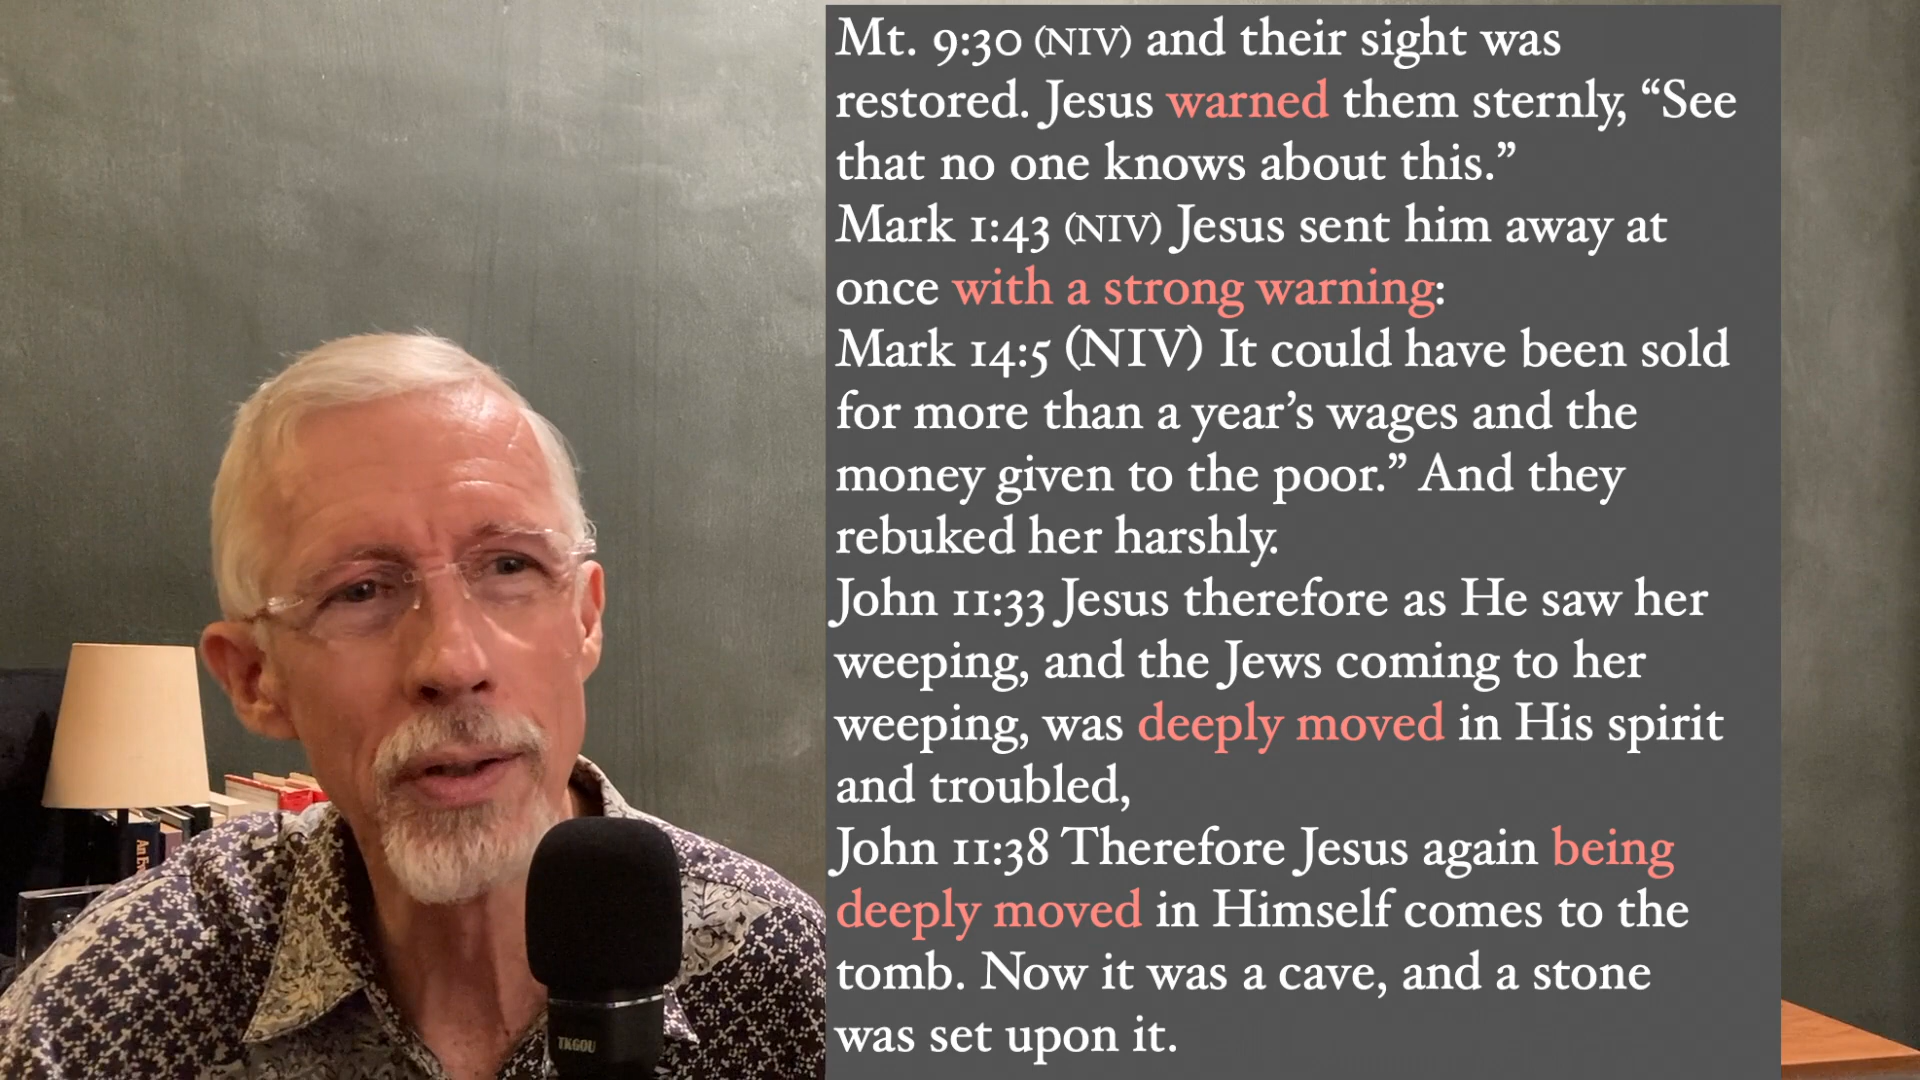 Mt. 9:30 (NIV) and their sight was
restored. Jesus warned them sternly, “See
that no one knows about this.”
Mark 1:43 (NIV) Jesus sent him away at
once with a strong warning:
Mark 14:5 (NIV) It could have been sold
for more than a year’s wages and the
money given to the poor.” And they
rebuked her harshly.
John 11:33 Jesus therefore as He saw her
weeping, and the Jews coming to her
weeping, was deeply moved in His spirit
and troubled,
John 11:38 Therefore Jesus again being
deeply moved in Himself comes to the
tomb. Now it was a cave, and a stone
was set upon it.
TKGOU